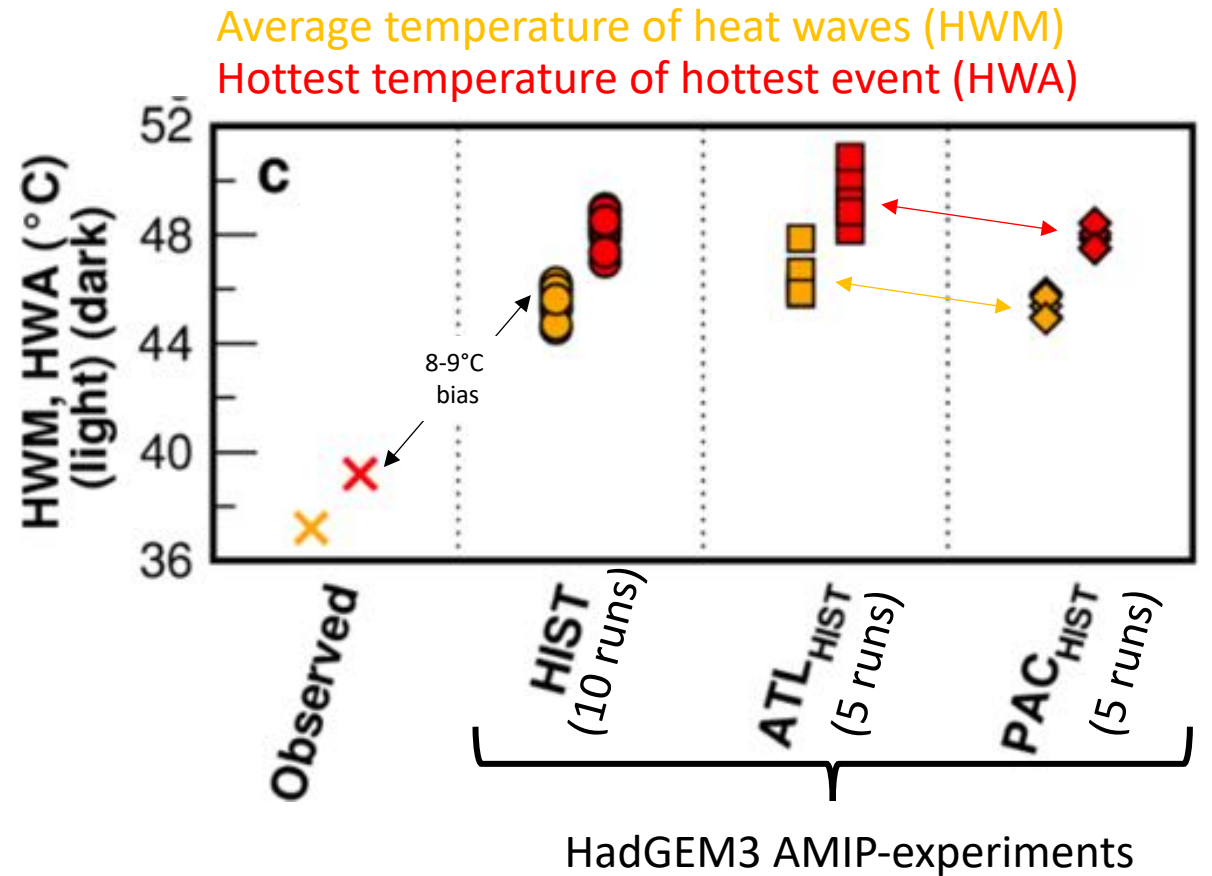 Average temperature of heat waves (HWM)
Hottest temperature of hottest event (HWA)
HWM, HWA (°C)
(light) (dark)
52
48
44
40
36
c
8-9°C
bias
Observed
HIST
(10 runs)
ATLHIST
(5 runs)
PACHIST
(5 runs)
HadGEM3 AMIP-experiments